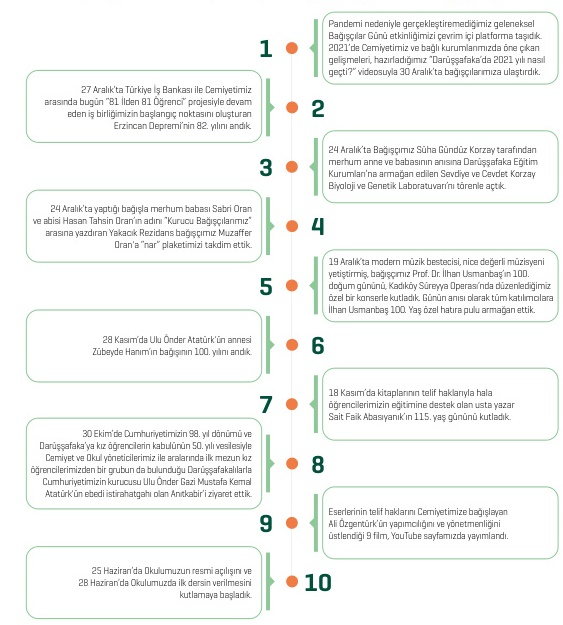 1
Pandemi nedeniyle gerçekleştiremediğimiz geleneksel
Bağışçılar Günü etkinliğimizi çevrim içi platforma taşıdık.
2021'de Cemiyetimiz ve bağlı kurumlarımızda öne çıkan
gelişmeleri, hazırladığımız "Darüşşafaka'da 2021 yılı nasıl
geçti?" videosuyla 30 Aralık'ta bağışçılarımıza ulaştırdık.
27 Aralık'ta Türkiye İş Bankası ile Cemiyetimiz
arasında bugün "81 İlden 81 Öğrenci" projesiyle devam
eden iş birliğimizin başlangıç noktasını oluşturan
Erzincan Depremi'nin 82. yılını andık.
2
3
24 Aralık'ta Bağışçımız Süha Gündüz Korzay tarafından
merhum anne ve babasının anısına Darüşşafaka Eğitim
Kurumları'na armağan edilen Sevdiye ve Cevdet Korzay
Biyoloji ve Genetik Laboratuvarı'nı törenle açtık.
24 Aralık'ta yaptığı bağışla merhum babası Sabri Oran
ve abisi Hasan Tahsin Oran'ın adını "Kurucu Bağışçılarımız"
arasına yazdıran Yakacık Rezidans bağışçımız Muzaffer
Oran'a "nar" plaketimizi takdim ettik.
4
5
19 Aralık'ta modern müzik bestecisi, nice değerli müzisyeni
yetiştirmiş, bağışçımız Prof. Dr. İlhan Usmanbaş'ın 100.
doğum gününü, Kadıköy Süreyya Operası'nda düzenlediğimiz
özel bir konserle kutladık. Günün anısı olarak tüm katılımcılara
İlhan Usmanbaş 100. Yaş özel hatıra pulu armağan ettik.
28 Kasım'da Ulu Önder Atatürk'ün annesi
Zübeyde Hanım'ın bağışının 100. yılını andık.
6
7
18 Kasım'da kitaplarının telif haklarıyla hala
öğrencilerimizin eğitimine destek olan usta yazar
Sait Faik Abasıyanık'ın 115. yaş gününü kutladık.
30 Ekim'de Cumhuriyetimizin 98. yıl dönümü ve
Darüşşafaka'ya kız öğrencilerin kabulünün 50. yılı vesilesiyle
Cemiyet ve Okul yöneticilerimiz ile aralarında ilk mezun kız
öğrencilerimizden bir grubun da bulunduğu Darüşşafakalılarla
Cumhuriyetimizin kurucusu Ulu Önder Gazi Mustafa Kemal
Atatürk'ün ebedi istirahatgahı olan Anıtkabir'i ziyaret ettik.
8
9
Eserlerinin telif haklarını Cemiyetimize bağışlayan
Ali Özgentürk'ün yapımcılığını ve yönetmenliğini
üstlendiği 9 film, YouTube sayfamızda yayımlandı.
25 Haziran'da Okulumuzun resmi açılışını ve
28 Haziran'da Okulumuzda ilk dersin verilmesini
kutlamaya başladık.
10